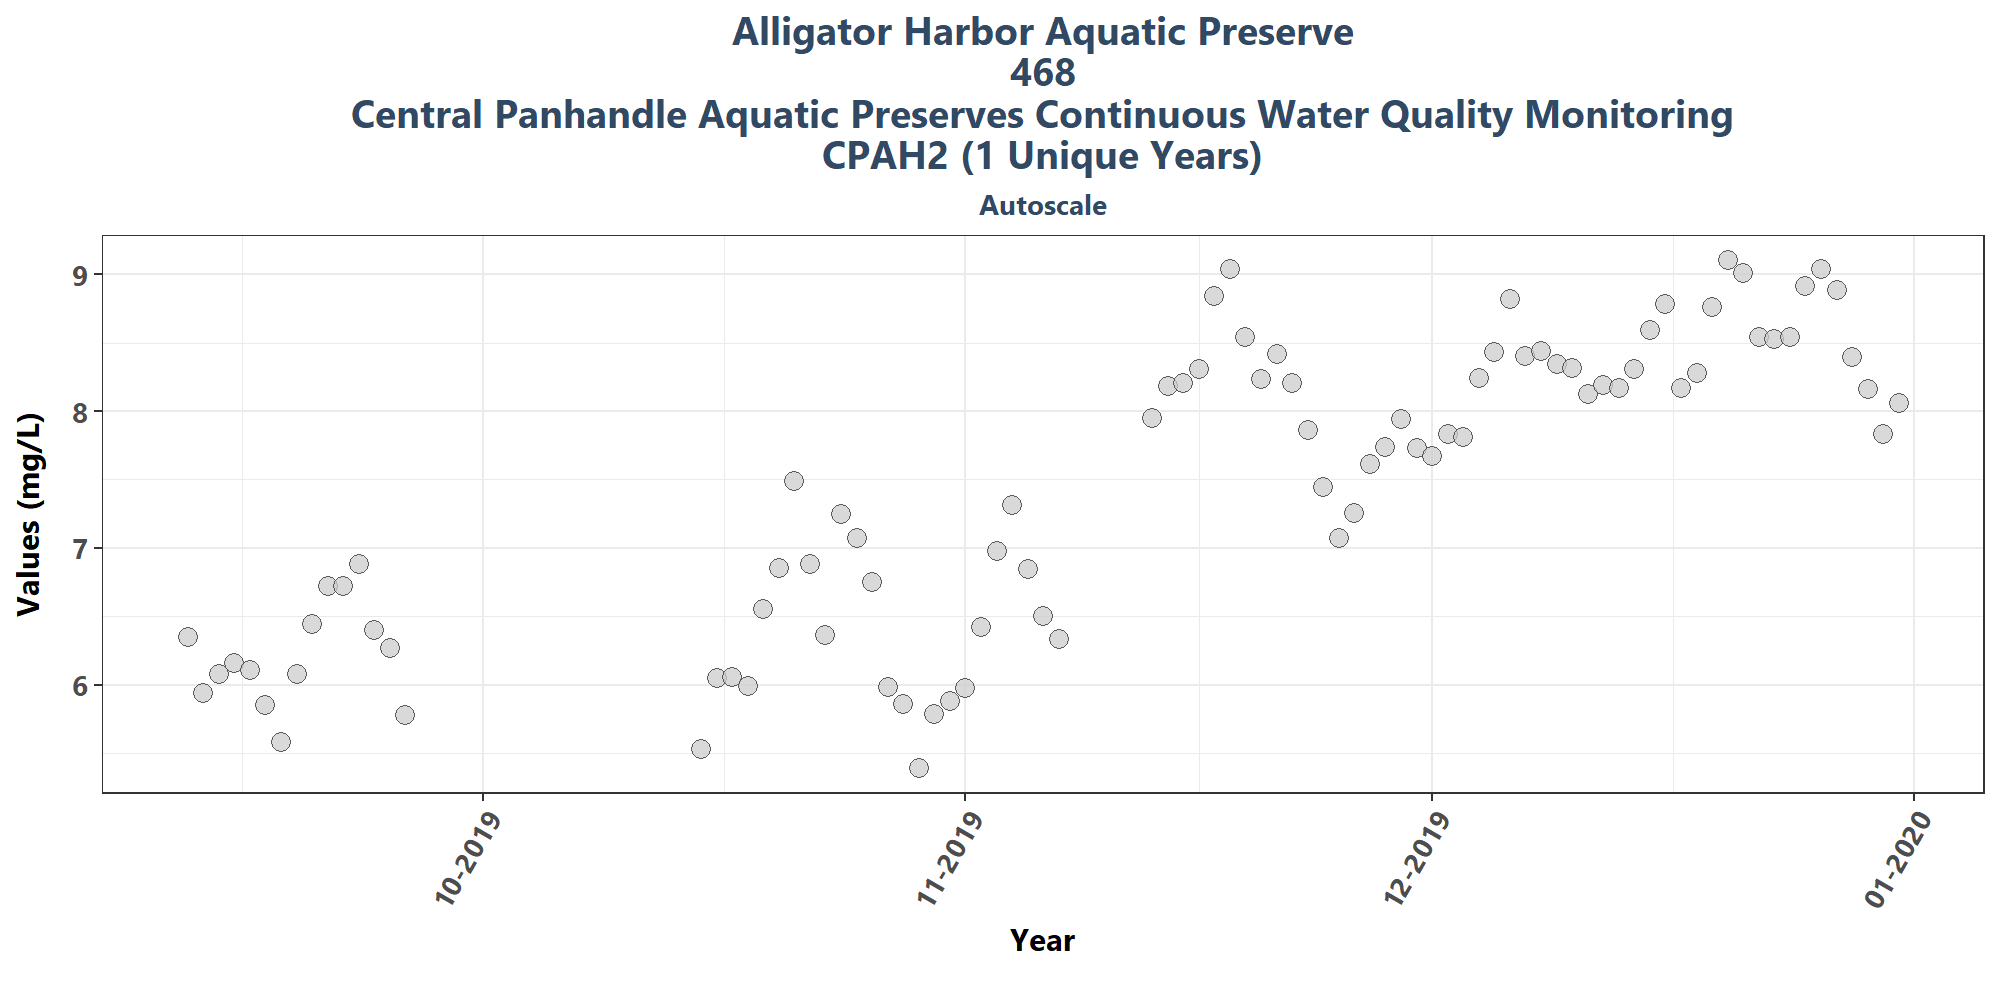 Alligator Harbor Aquatic Preserve
468
Central Panhandle Aquatic Preserves Continuous Water Quality Monitoring
CPAH2 (1 Unique Years)
Autoscale
Values (mg/L)
9
8
7
6
10-2019
11-2019
12-2019
01-2020
Year